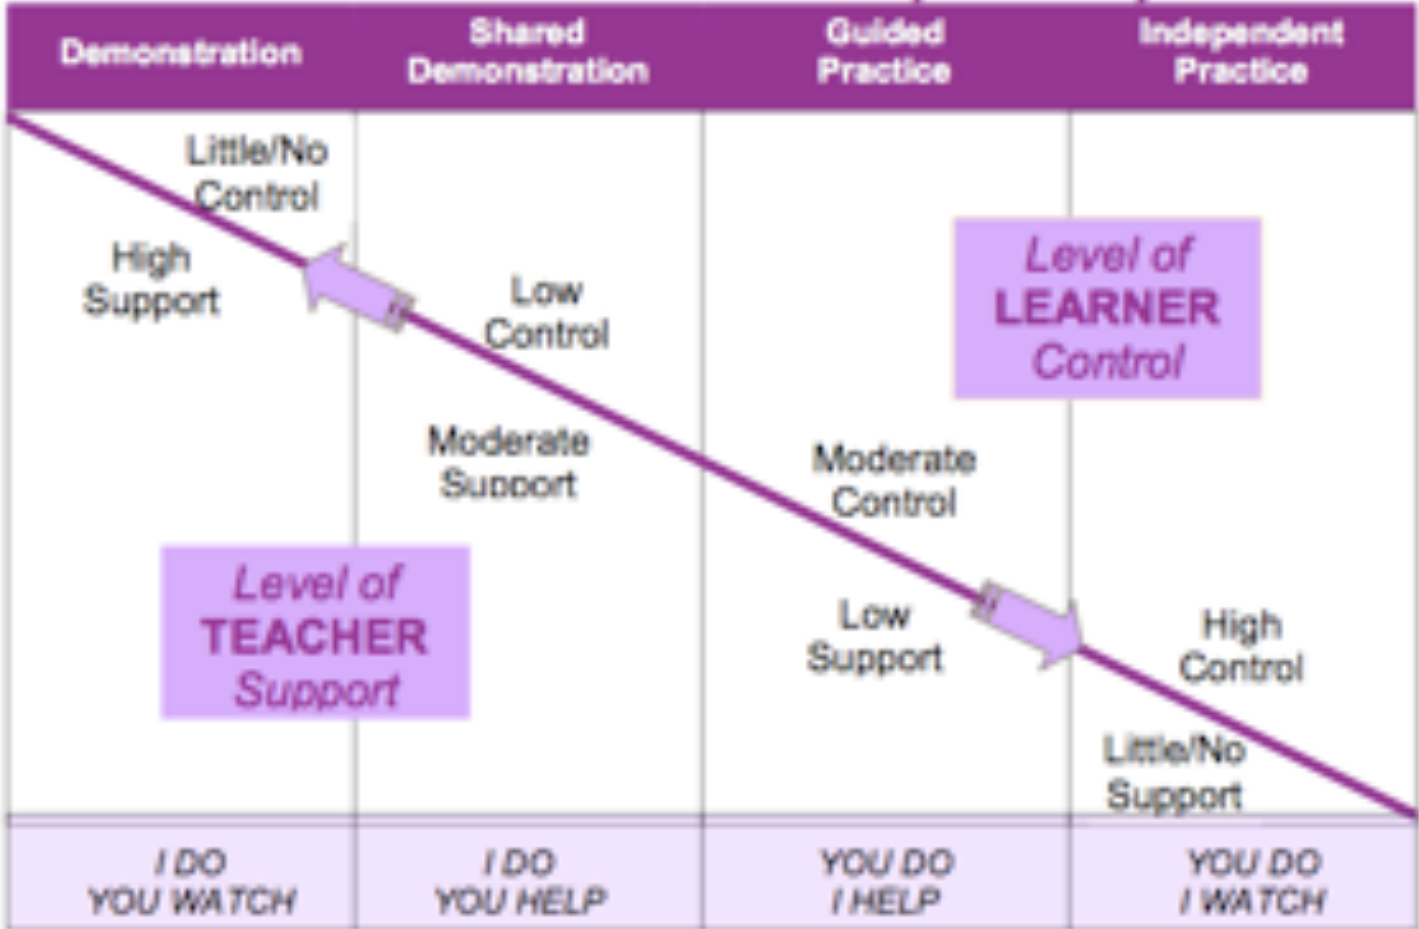 Demonstration
Shared
Demonstration
Guided
Practice
Independent
Practice
Little/No
Control
High
Support
Low
Control
Moderate
Support
Level of
LEARNER
Control
Moderate
Control
Low
Support
Level of
TEACHER
Support
High
Control
Little/No
Support
I DO
YOU WATCH
I DO
YOU HELP
YOU DO
I HELP
YOU DO
I WATCH